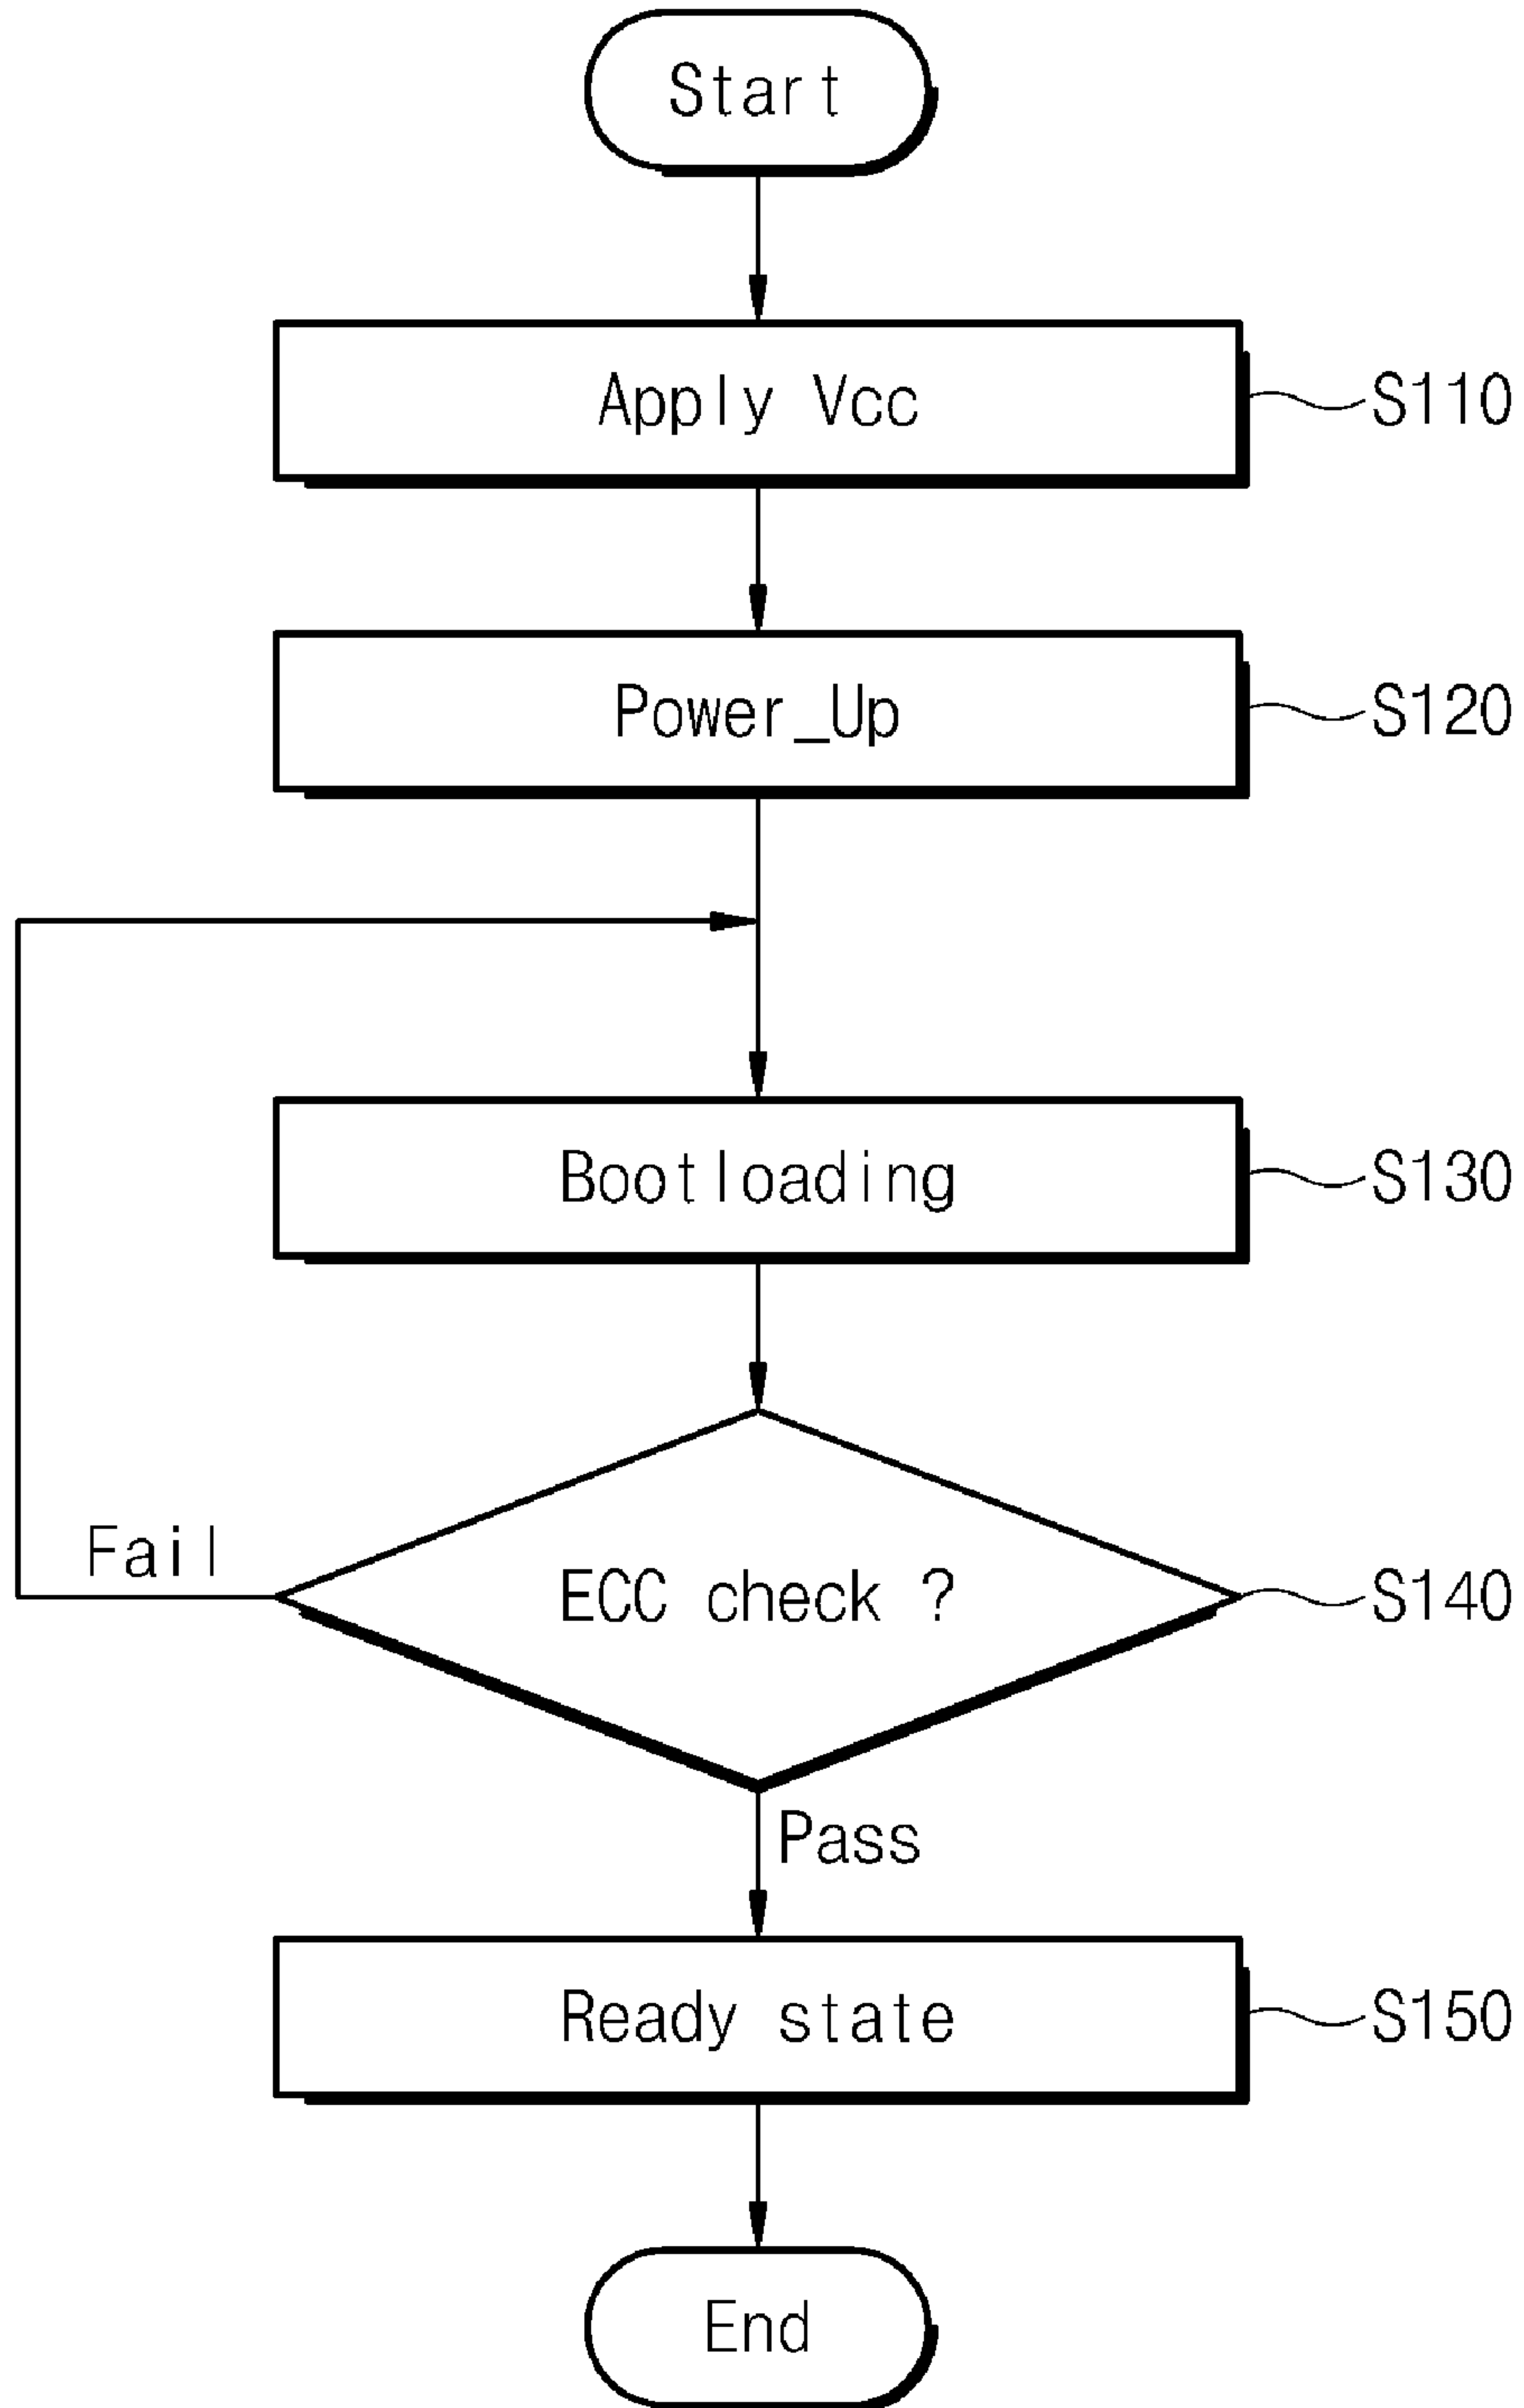 Start
Apply Vcc
S110
Power_Up
S120
Bootloading
S130
Fail
ECC check ?
S140
Pass
Ready state
S150
End